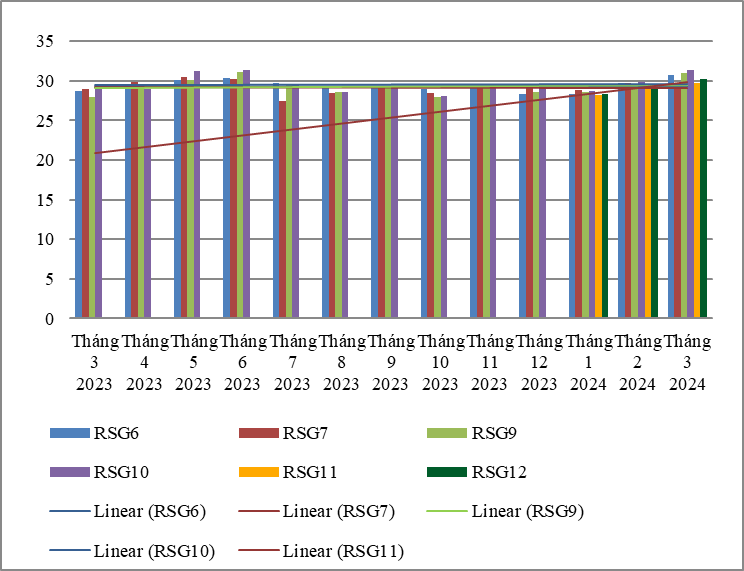 35
30
25
20
15
10
5
0
Tháng Tháng Tháng Tháng Tháng Tháng Tháng Tháng Tháng Tháng Tháng Tháng Tháng
3 4 5 6 7 8 9 10 11 12 1 2 3
2023 2023 2023 2023 2023 2023 2023 2023 2023 2023 2024 2024 2024
RSG6 RSG7 RSG9
RSG10 RSG11 RSG12
Linear (RSG6) Linear (RSG7) Linear (RSG9)
Linear (RSG10) Linear (RSG11)